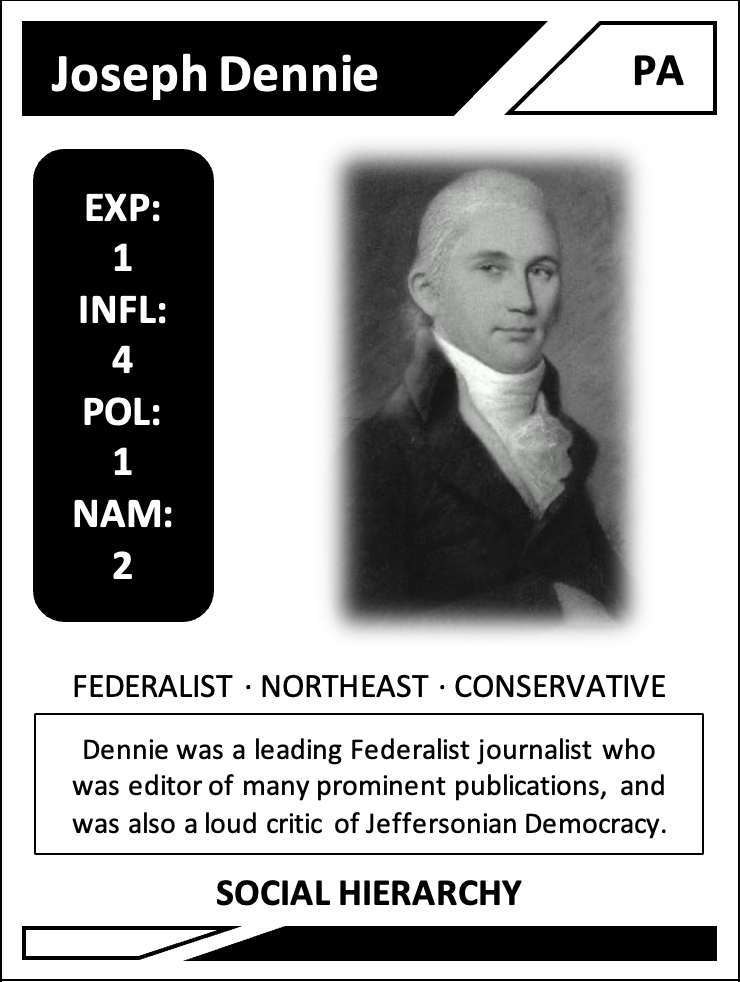 Joseph Dennie
PA
EXP:
1
INFL:
4
POL:
1
NAM:
2
FEDERALIST · NORTHEAST · CONSERVATIVE
Dennie was a leading Federalist journalist who
was editor of many prominent publications, and
was also a loud critic of Jeffersonian Democracy.
SOCIAL HIERARCHY